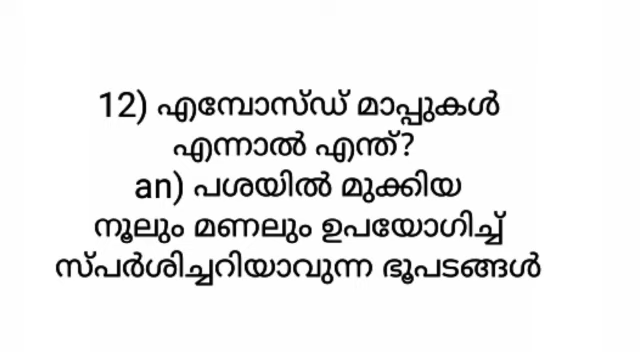 12) എമ്പോസ്ഡ് മാപ്പുകൾ
എന്നാൽ എന്ത്?
an) പശയിൽ മുക്കിയ
നൂലും മണലും ഉപയോഗിച്ച്
സ്പർശിച്ചറിയാവുന്ന ഭൂപടങ്ങൾ